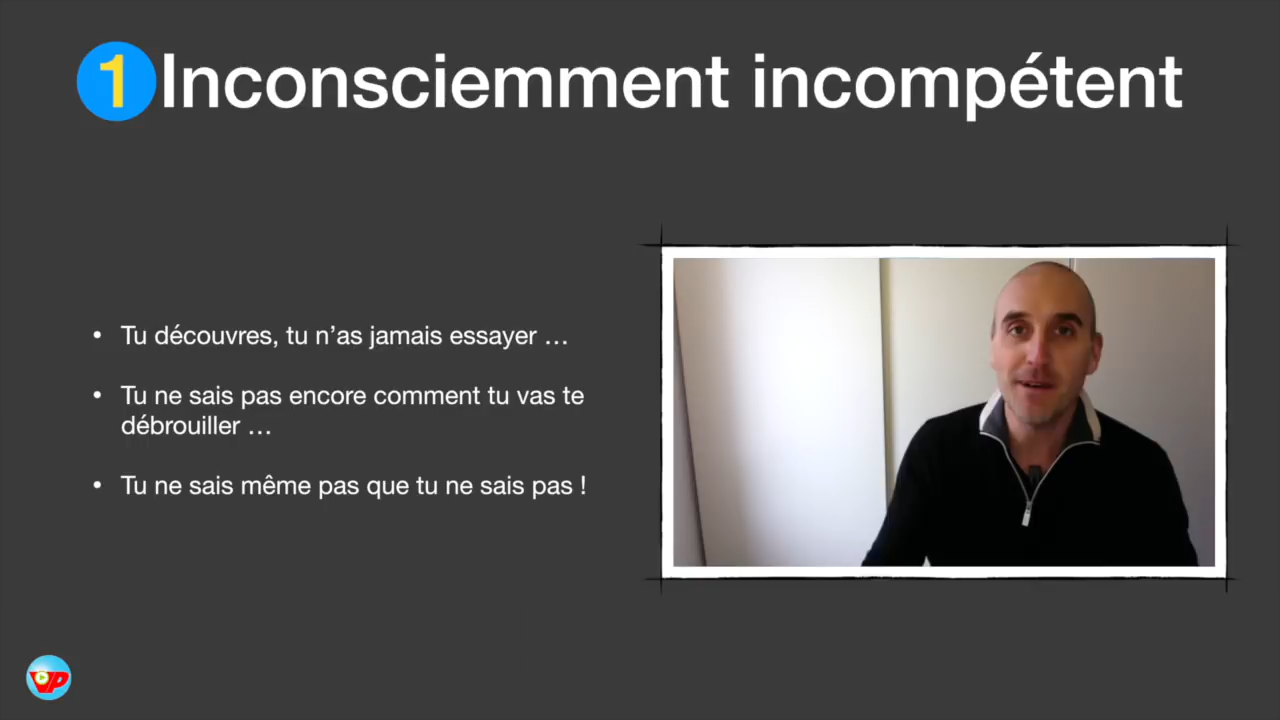 1 Inconsciemment incompétent
• Tu découvres, tu n’as jamais essayer …
• Tu ne sais pas encore comment tu vas te
débrouiller …
• Tu ne sais même pas que tu ne sais pas !
VP